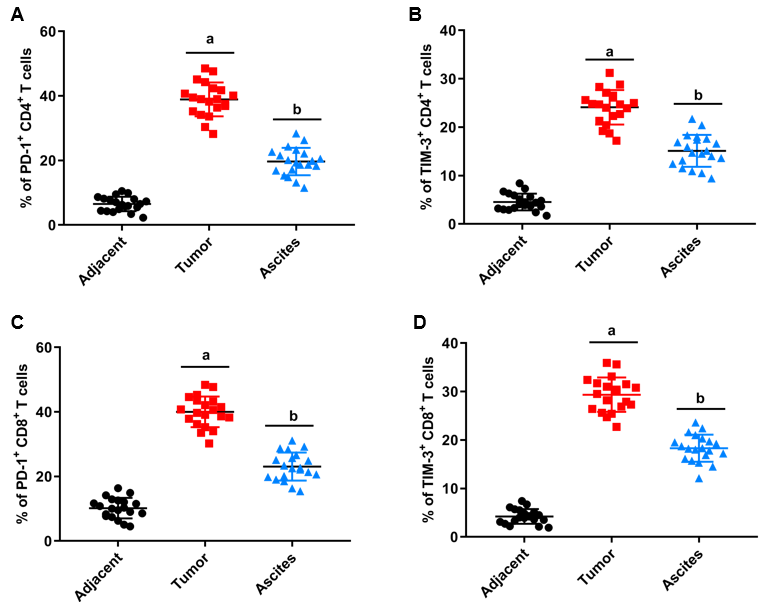 A
% of PD-1⁺ CD4⁺ T cells
60
40
20
0
a
b
Adjacent
Tumor
Ascites
B
% of TIM-3⁺ CD4⁺ T cells
40
30
20
10
0
a
b
Adjacent
Tumor
Ascites
C
% of PD-1⁺ CD8⁺ T cells
60
40
20
0
a
b
Adjacent
Tumor
Ascites
D
% of TIM-3⁺ CD8⁺ T cells
40
30
20
10
0
a
b
Adjacent
Tumor
Ascites